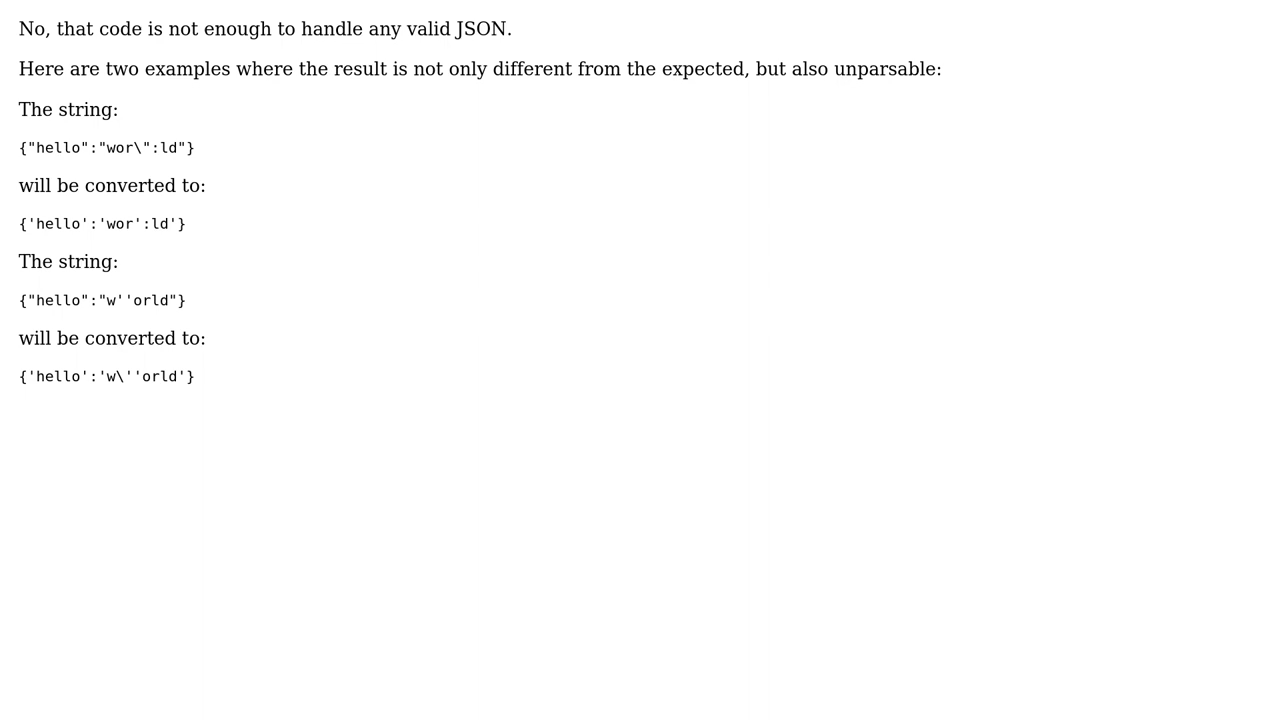 No, that code is not enough to handle any valid JSON.
Here are two examples where the result is not only different from the expected, but also unparsable:
The string:
{"hello":"wor\":ld"}
will be converted to:
{'hello':'wor':ld'}
The string:
{"hello":"w''orld"}
will be converted to:
{'hello':'w\''orld'}